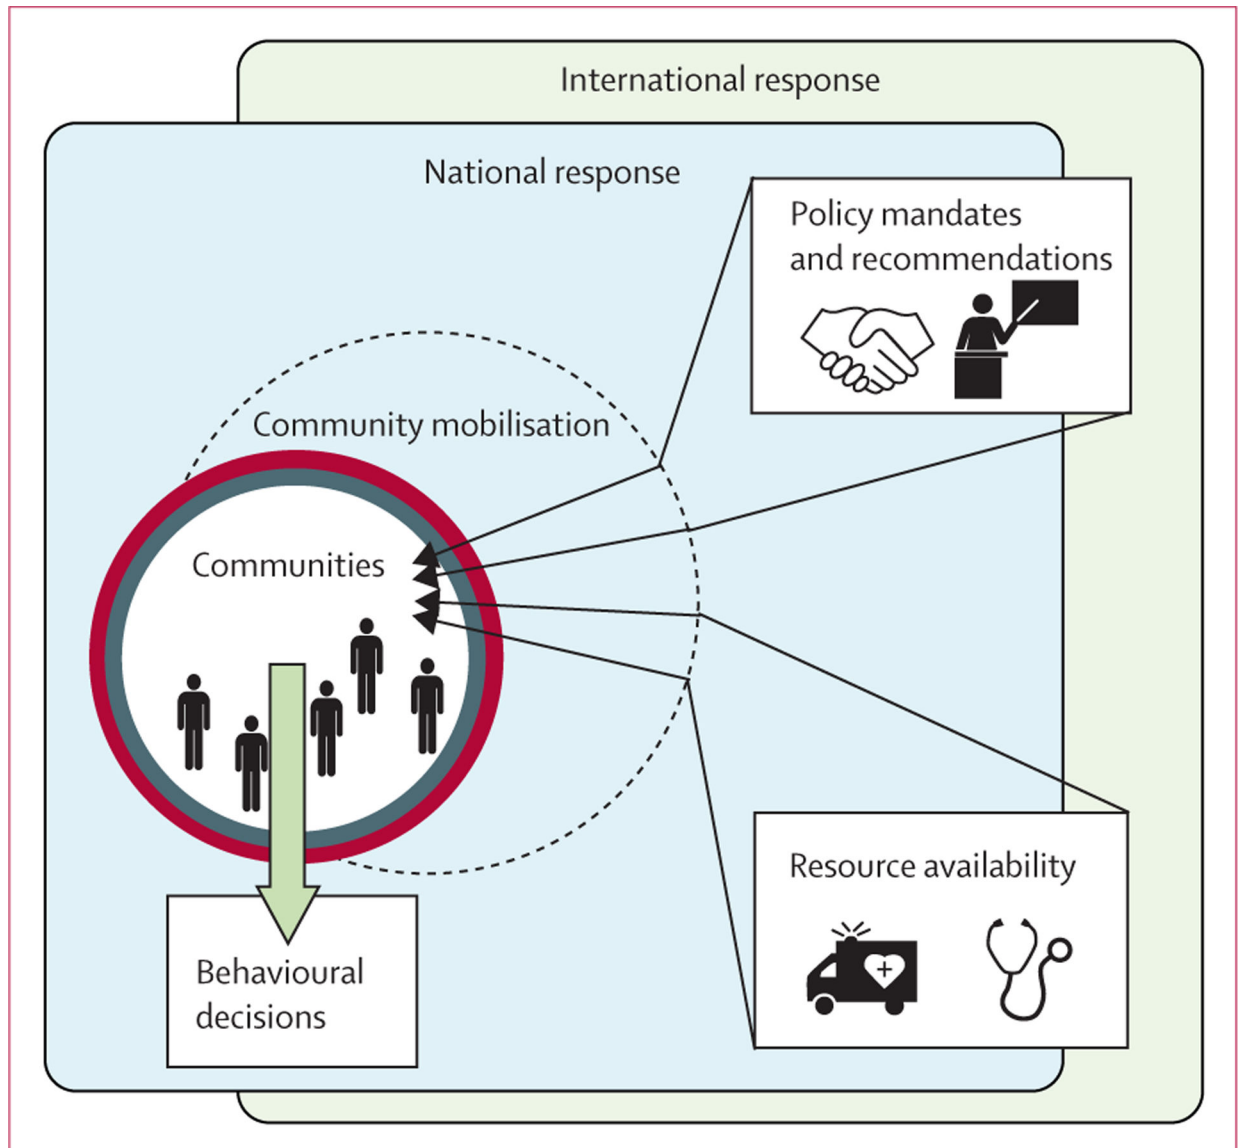 International response
National response
Policy mandates
and recommendations
Community mobilisation
Communities
Resource availability
Behavioural
decisions